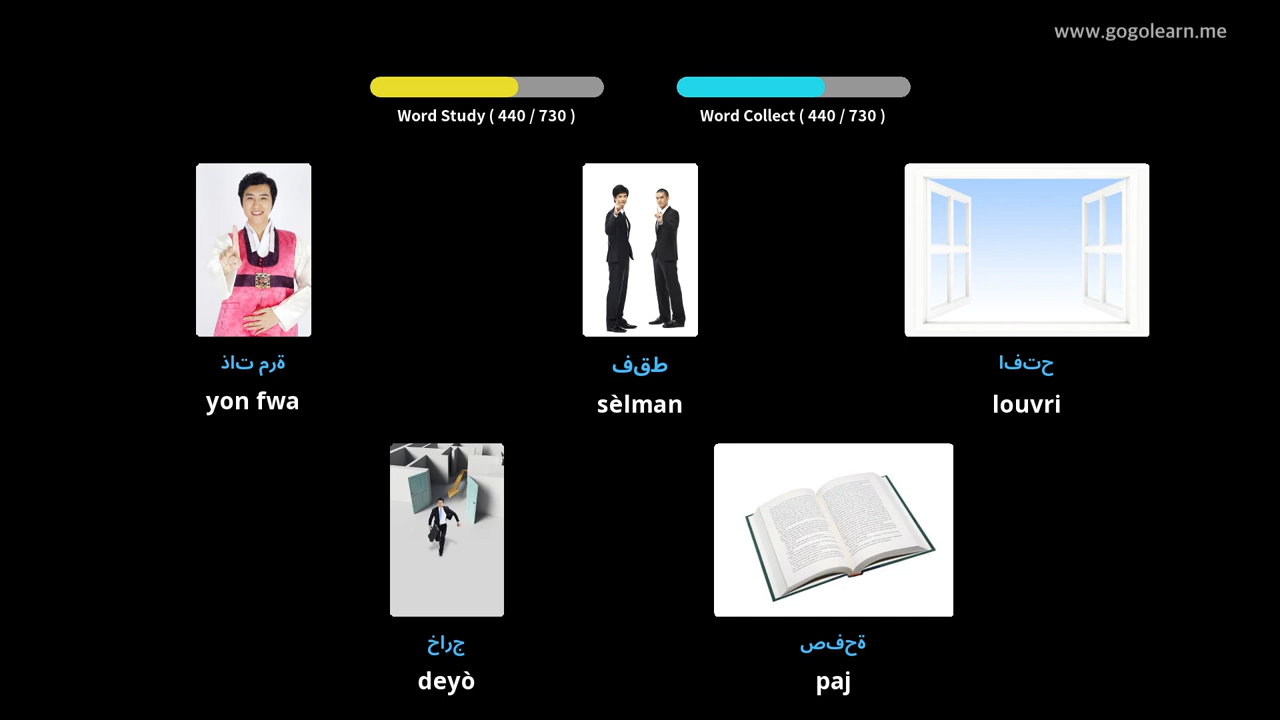 www.gogolearn.me
Word Study ( 440 / 730 )
Word Collect ( 440 / 730 )
ةرم تاذ
yon fwa
طقف
sèlman
حتفا
louvri
جراخ
deyò
ةحفص
paj